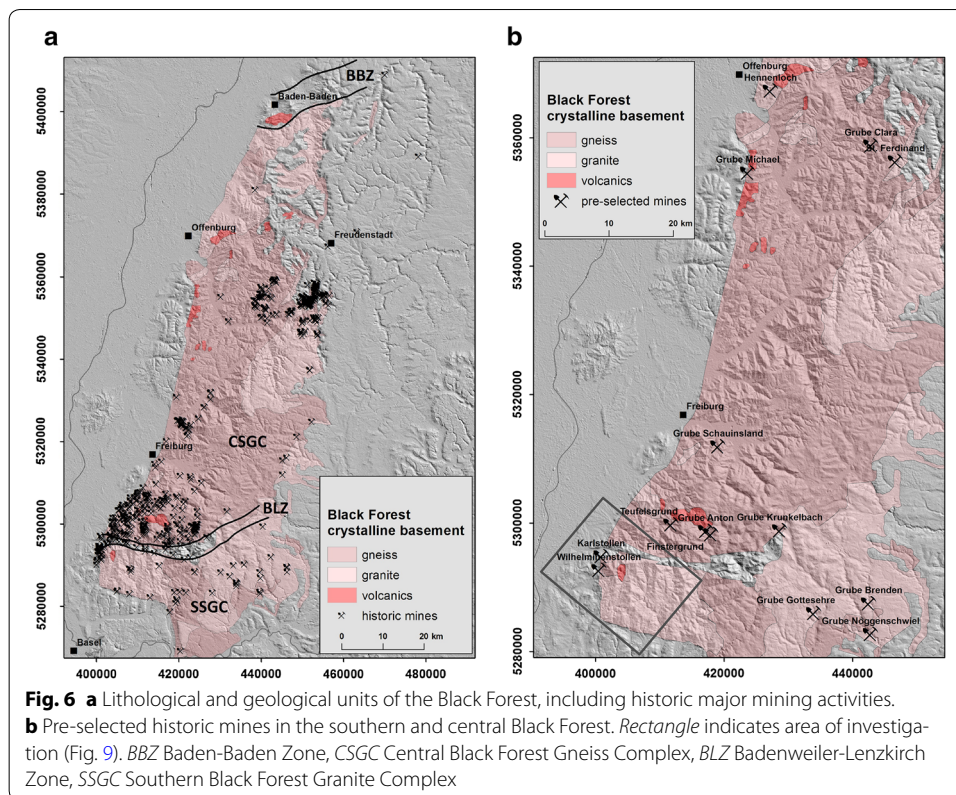 a
BBZ
Baden-Baden
Offenburg
Freudenstadt
CSGC
Freiburg
BLZ
SSGC
Basel
5400000
5380000
5360000
5340000
5320000
5300000
5280000
400000 420000 440000 460000 480000
Black Forest
crystalline basement
gneiss
granite
volcanics
historic mines
0 10 20 km
b
Offenburg
Hennenloch
Grube Clara
Ferdinand
Grube Michael
Freiburg
Grube Schauinsland
Teufelsgrund
Grube Anton
Grube Krunkelbach
Finstergrund
Karlstollen
Wilhelminenstollen
Grube Brenden
Grube Gottesehre
Grube Noggenschwiel
5360000
5340000
5320000
5300000
5280000
400000 420000 440000
Black Forest
crystalline basement
gneiss
granite
volcanics
pre-selected mines
0 10 20 km
Fig. 6 a Lithological and geological units of the Black Forest, including historic major mining activities.
b Pre-selected historic mines in the southern and central Black Forest. Rectangle indicates area of investiga-
tion (Fig. 9). BBZ Baden-Baden Zone, CSGC Central Black Forest Gneiss Complex, BLZ Badenweiler-Lenzkirch
Zone, SSGC Southern Black Forest Granite Complex